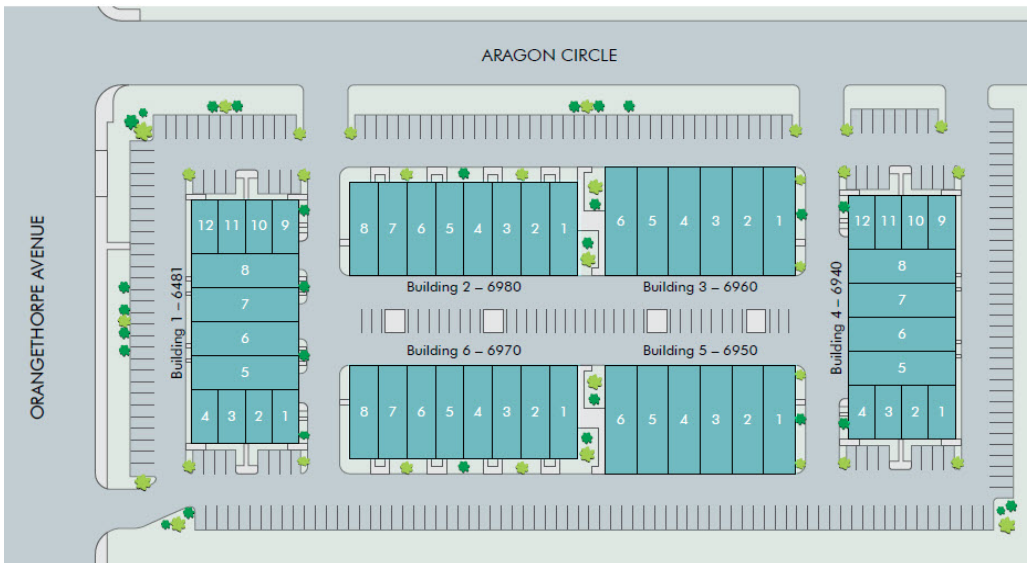 ARAGON CIRCLE
ORANGETHORPE AVENUE
12 11 10 9
8
7
6
5
4 3 2 1
Building 1 – 6481
8 7 6 5 4 3 2 1
Building 2 – 6980
6 5 4 3 2 1
Building 3 – 6960
12 11 10 9
8
7
6
5
4 3 2 1
Building 4 – 6940
Building 6 – 6970
8 7 6 5 4 3 2 1
Building 5 – 6950
6 5 4 3 2 1